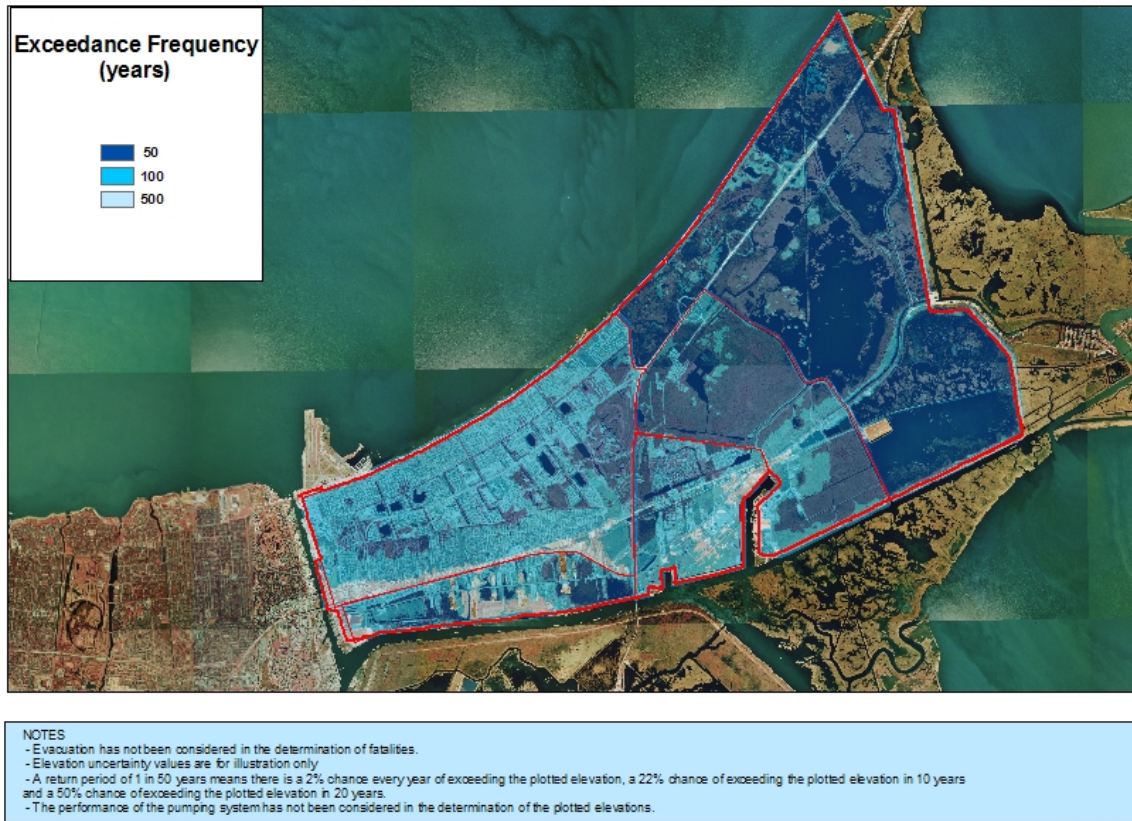 Exceedance Frequency
(years)
50
100
500
NOTES
- Evacuation has not been considered in the determination of fatalities.
- Elevation uncertainty values are for illustration only
- A return period of 1 in 50 years means there is a 2% chance every year of exceeding the plotted elevation, a 22% chance of exceeding the plotted elevation in 10 years
and a 50% chance of exceeding the plotted elevation in 20 years.
- The performance of the pumping system has not been considered in the determination of the plotted elevations.